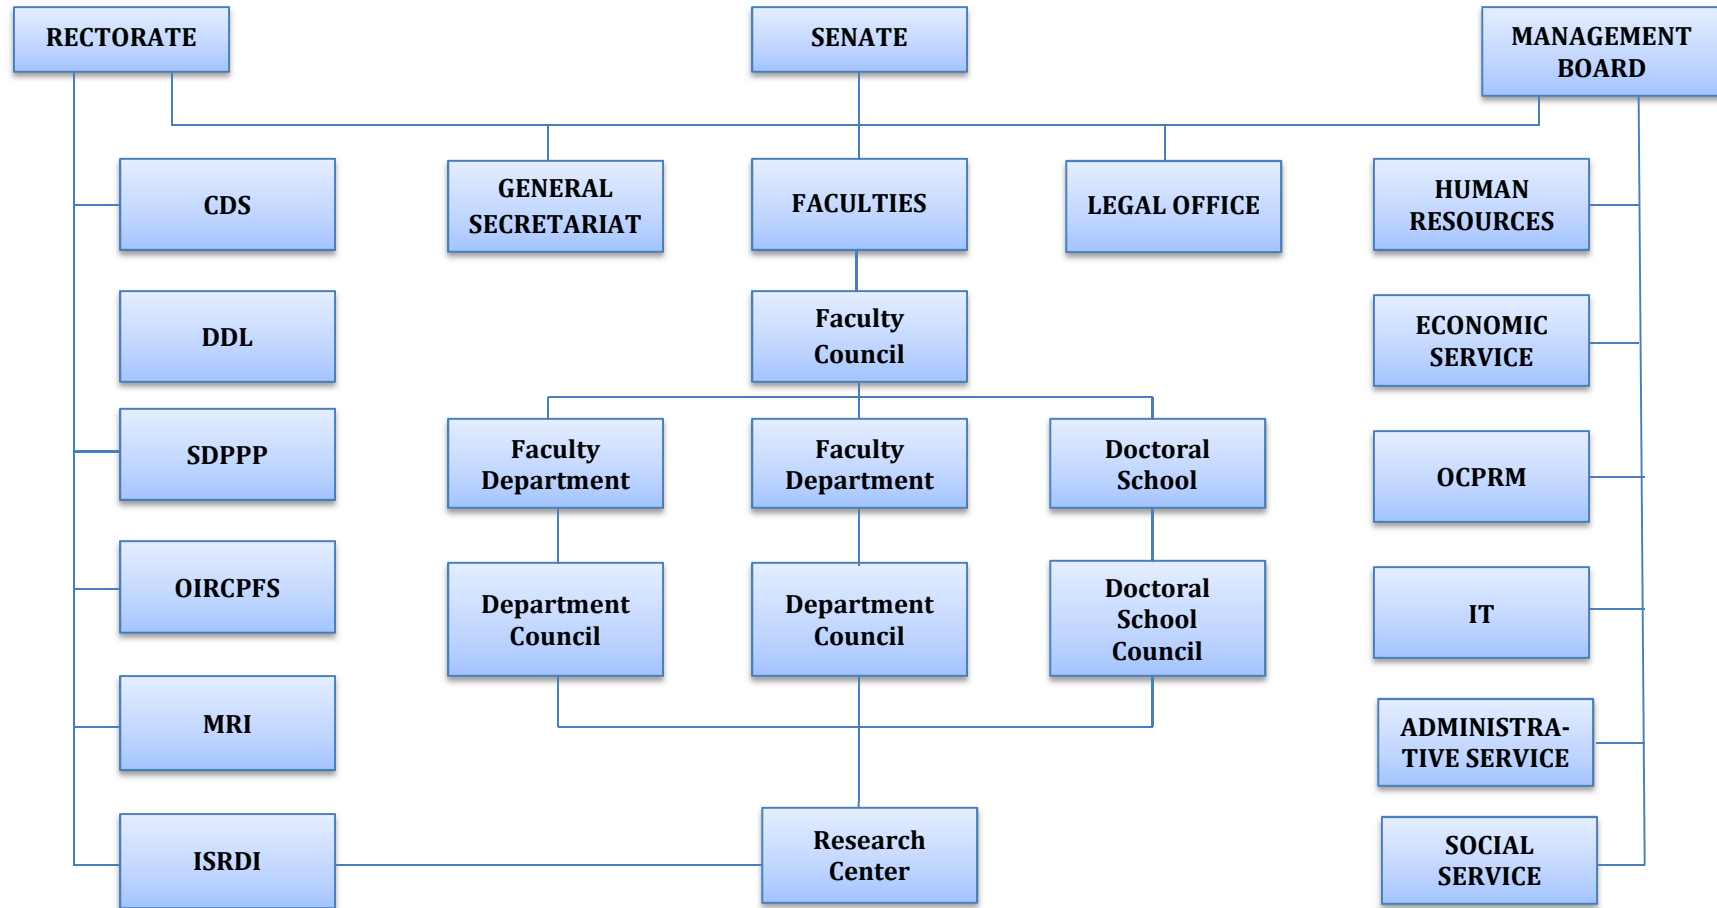 RECTORATE
SENATE
MANAGEMENT
BOARD
CDS
GENERAL
SECRETARIAT
FACULTIES
LEGAL OFFICE
HUMAN
RESOURCES
DDL
Faculty
Council
ECONOMIC
SERVICE
SDPPP
Faculty
Department
Faculty
Department
Doctoral
School
OCPRM
OIRCPFS
Department
Council
Department
Council
Doctoral
School
Council
IT
MRI
ADMINISTRA-
TIVE SERVICE
ISRDI
Research
Center
SOCIAL
SERVICE